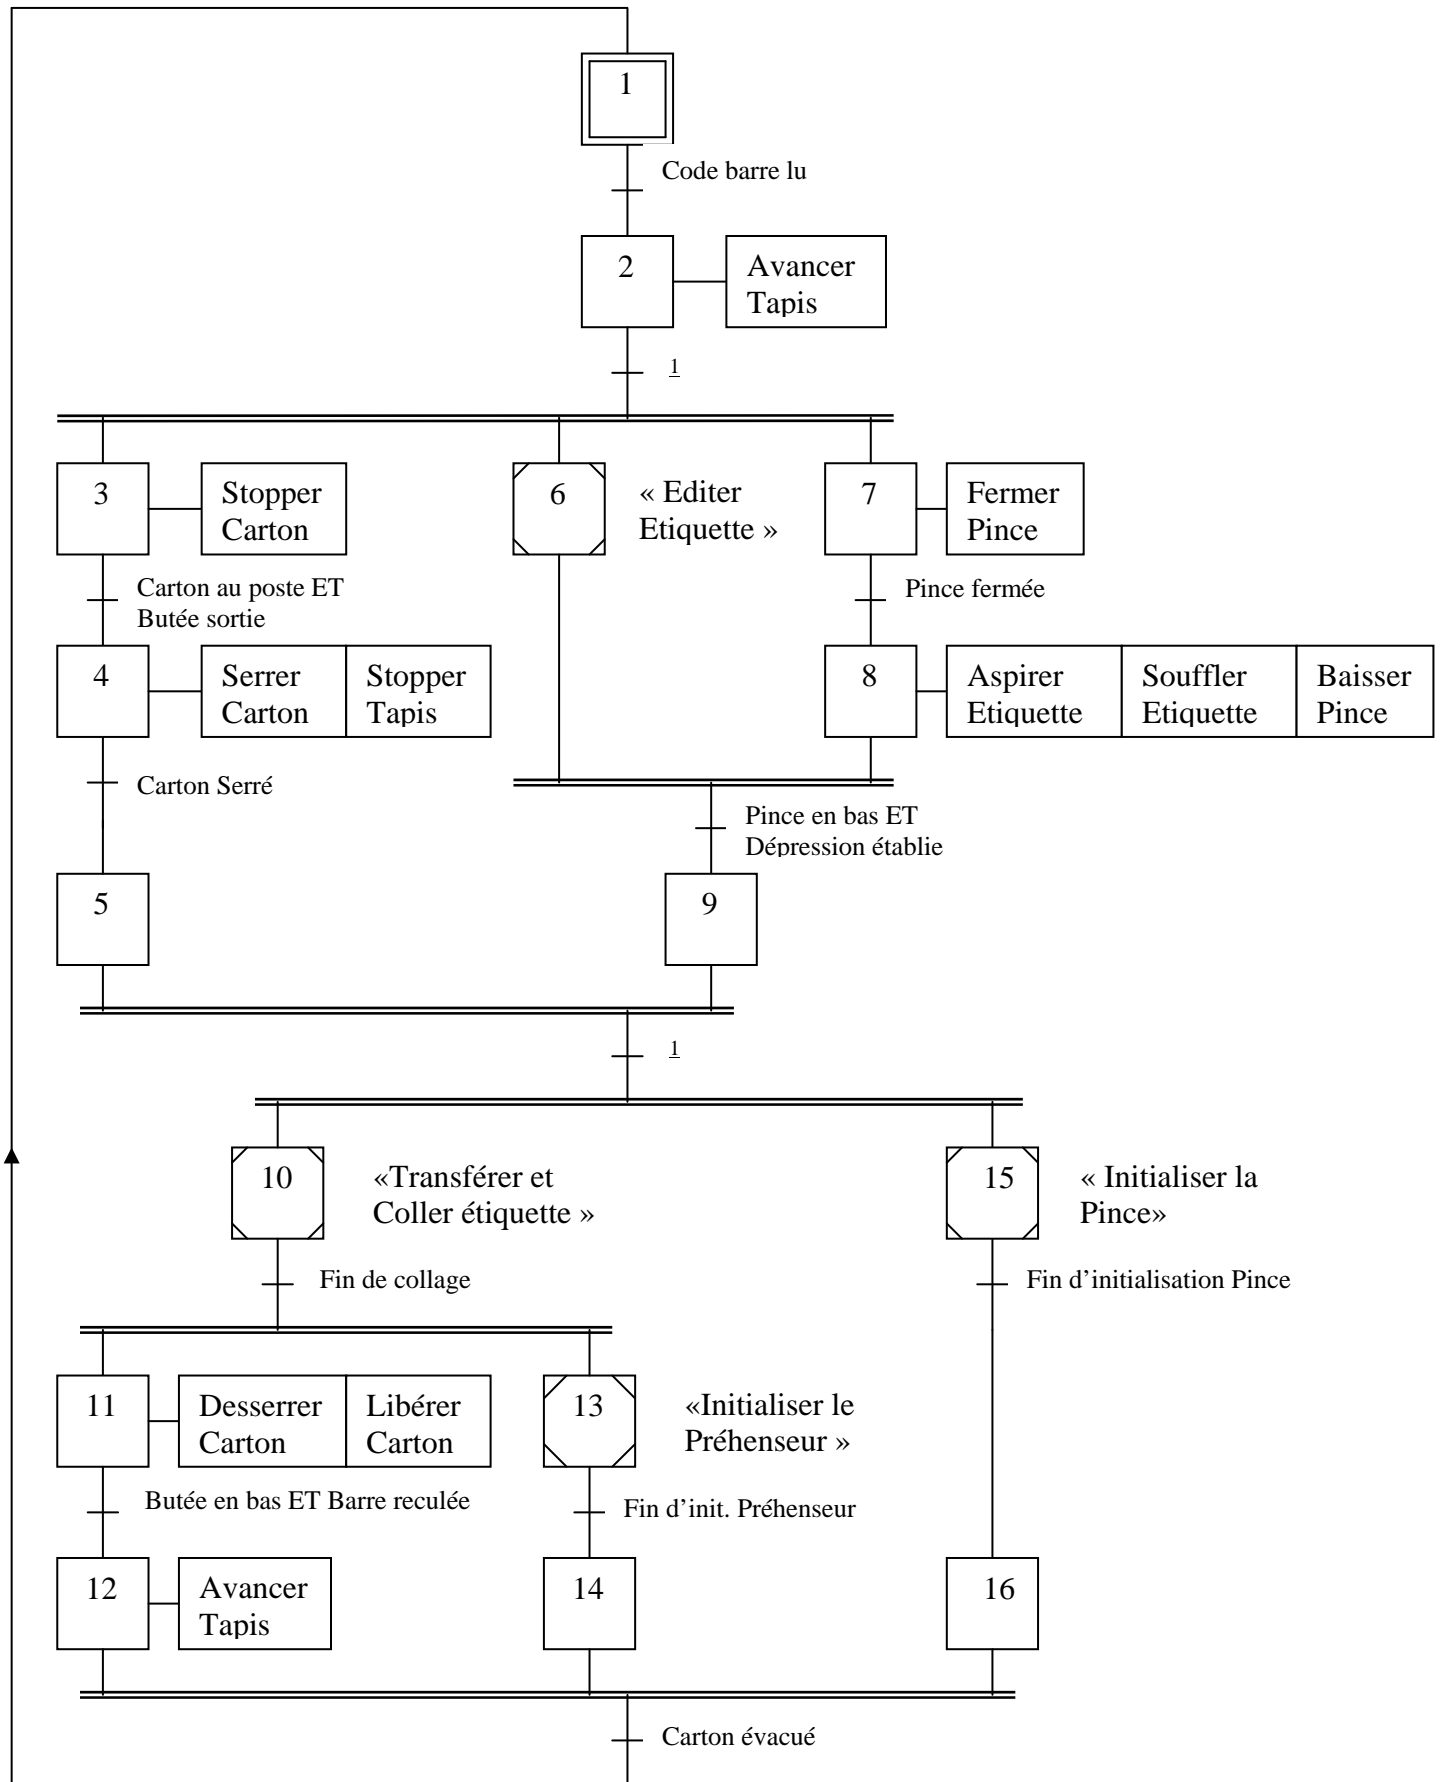 1
Code barre lu
2
Avancer
Tapis
1
3
Stopper
Carton
6
« Editer
Etiquette »
7
Fermer
Pince
Carton au poste ET
Butée sortie
Pince fermée
4
Serrer
Carton
Stopper
Tapis
8
Aspirer
Etiquette
Souffler
Etiquette
Baisser
Pince
Carton Serré
Pince en bas ET
Dépression établie
5
9
1
10
«Transférer et
Coller étiquette »
15
« Initialiser la
Pince»
Fin de collage
Fin d’initialisation Pince
11
Desserrer
Carton
Libérer
Carton
13
«Initialiser le
Préhenseur »
Butée en bas ET Barre reculée
Fin d’init. Préhenseur
12
Avancer
Tapis
14
16
Carton évacué